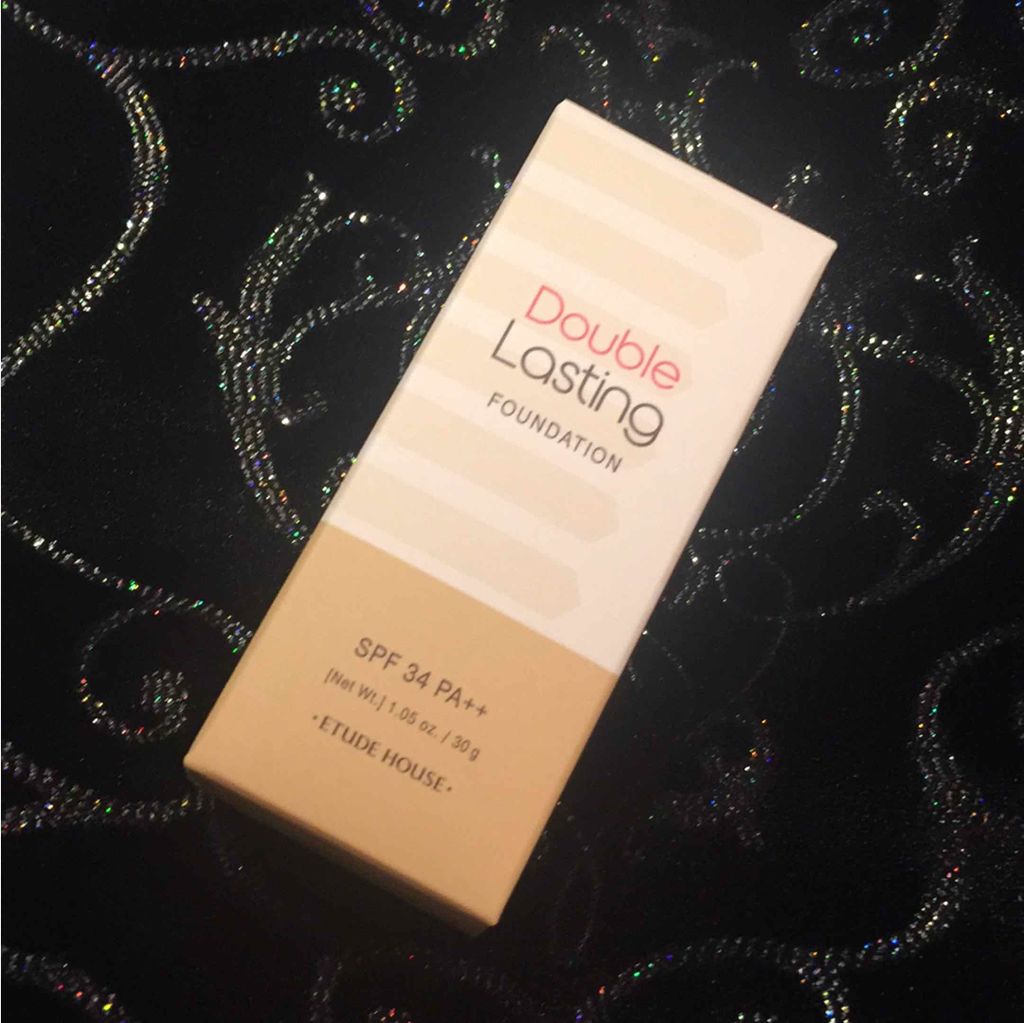 Double
Lasting
FOUNDATION
SPF 34 PA++
[Net Wt.] 1.05 oz. / 30 g
·ETUDE HOUSE·